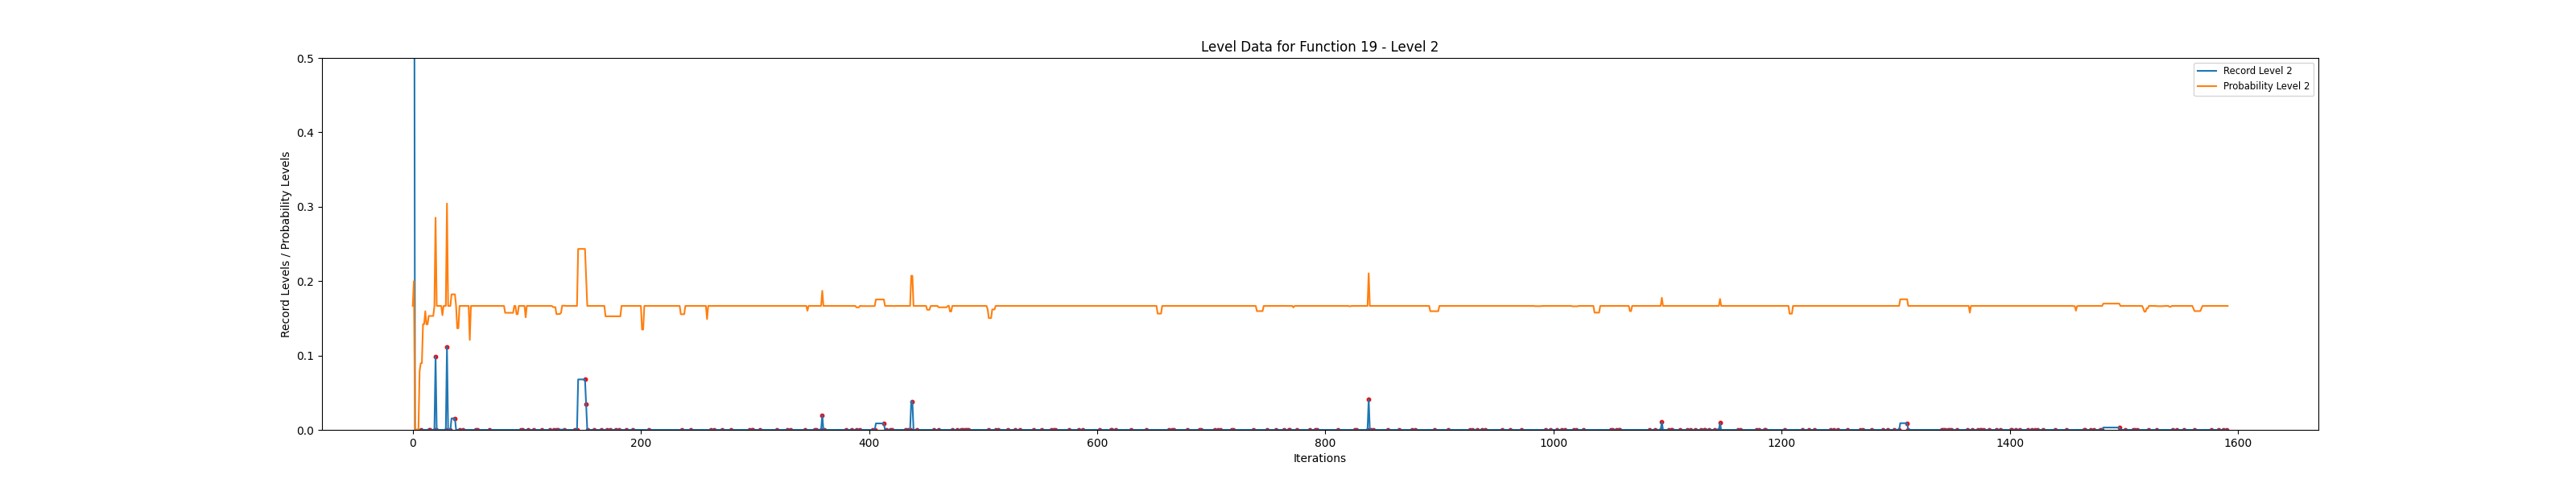 Level Data for Function 19 - Level 2
Record Level 2
Probability Level 2
Record Levels / Probability Levels
0.5
0.4
0.3
0.2
0.1
0.0
0 200 400 600 800 1000 1200 1400 1600
Iterations